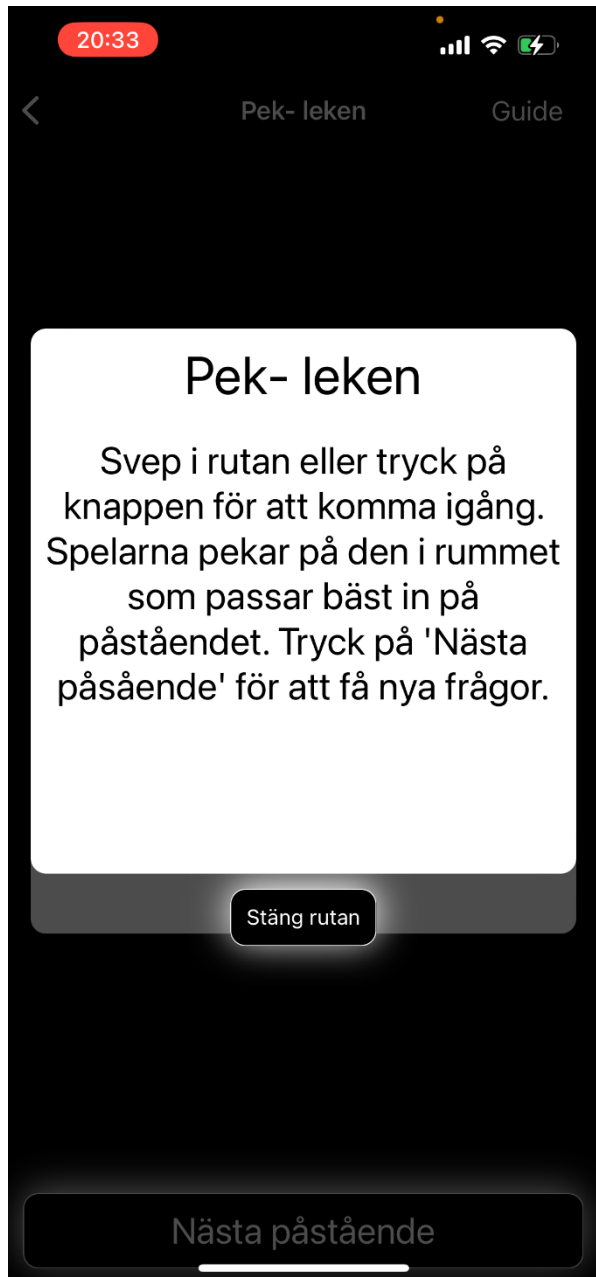 20:33
Pek- leken
Guide
Pek- leken
Svep i rutan eller tryck på
knappen för att komma igång.
Spelarna pekar på den i rummet
som passar bäst in på
påståendet. Tryck på 'Nästa
påsående' för att få nya frågor.
Stäng rutan
Nästa påstående